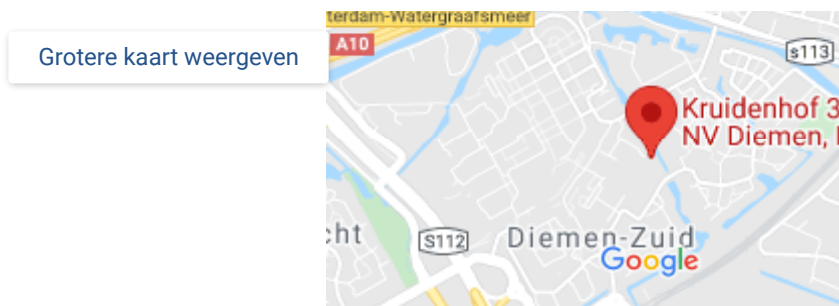 terdam-Watergraafsmeer
A10
Grotere kaart weergeven
s113
Kruidenhof 3
NV Diemen,
cht
S112
Diemen-Zuid
Google